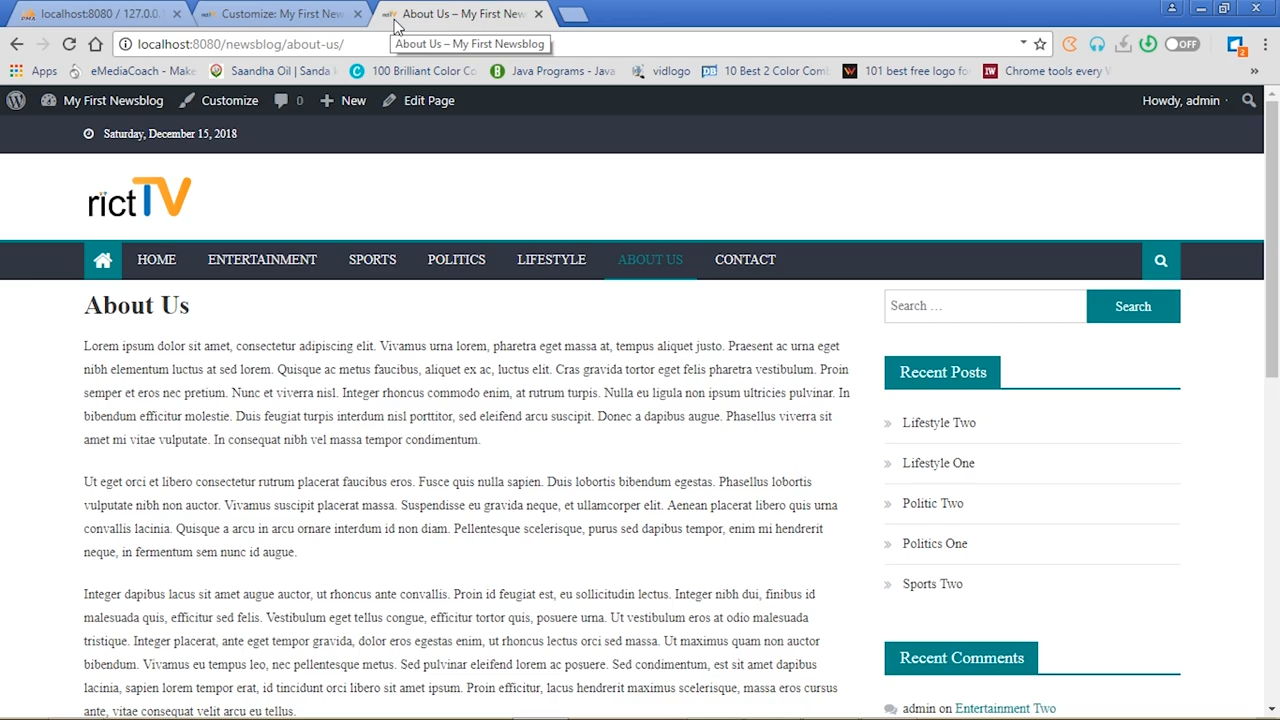 localhost:8080 / 127.0.0.1
Customize: My First New
About Us – My First New
localhost:8080/newsblog/about-us/
About Us – My First Newsblog
OFF
2
Apps
eMediaCoach - Make
Saandha Oil | Sanda
100 Brilliant Color Co
Java Programs - Java
vidlogo
10 Best 2 Color Comb
101 best free logo fo
Chrome tools every W
My First Newsblog
Customize
0
New
Edit Page
Howdy, admin
Saturday, December 15, 2018
rictTV
HOME
ENTERTAINMENT
SPORTS
POLITICS
LIFESTYLE
ABOUT US
CONTACT
About Us
Search …
Search
Lorem ipsum dolor sit amet, consectetur adipiscing elit. Vivamus urna lorem, pharetra eget massa at, tempus aliquet justo. Praesent ac urna eget
nibh elementum luctus at sed lorem. Quisque ac metus faucibus, aliquet ex ac, luctus elit. Cras gravida tortor eget felis pharetra vestibulum. Proin
semper et eros nec pretium. Nunc et viverra nisl. Integer rhoncus commodo enim, at rutrum turpis. Nulla eu ligula non ipsum ultricies pulvinar. In
bibendum efficitur molestie. Duis feugiat turpis interdum nisl porttitor, sed eleifend arcu suscipit. Donec a dapibus augue. Phasellus viverra sit
amet mi vitae vulputate. In consequat nibh vel massa tempor condimentum.
Ut eget orci et libero consectetur rutrum placerat faucibus eros. Fusce quis nulla sapien. Duis lobortis bibendum egestas. Phasellus lobortis
vulputate nibh non auctor. Vivamus suscipit placerat massa. Suspendisse eu gravida neque, et ullamcorper elit. Aenean placerat libero quis urna
convallis lacinia. Quisque a arcu in arcu ornare interdum id non diam. Pellentesque scelerisque, purus sed dapibus tempor, enim mi hendrerit
neque, in fermentum sem nunc id augue.
Integer dapibus lacus sit amet augue auctor, ut rhoncus ante convallis. Proin id feugiat est, eu sollicitudin lectus. Integer nibh dui, finibus id
malesuada quis, efficitur sed felis. Vestibulum eget tellus congue, efficitur tortor quis, posuere urna. Ut vestibulum eros at odio malesuada
tristique. Integer placerat, ante eget tempor gravida, dolor eros egestas enim, ut rhoncus lectus orci sed massa. Ut maximus quam non auctor
bibendum. Vivamus eu tempus leo, nec pellentesque metus. Sed pulvinar eleifend lorem ac posuere. Sed condimentum, est sit amet dapibus
lacinia, sapien lorem tempor erat, id tincidunt orci libero sit amet ipsum. Proin efficitur, lacus hendrerit maximus scelerisque, massa eros cursus
ante, vitae consequat velit arcu eu tellus.
Recent Posts
Lifestyle Two
Lifestyle One
Politic Two
Politics One
Sports Two
Recent Comments
admin on Entertainment Two